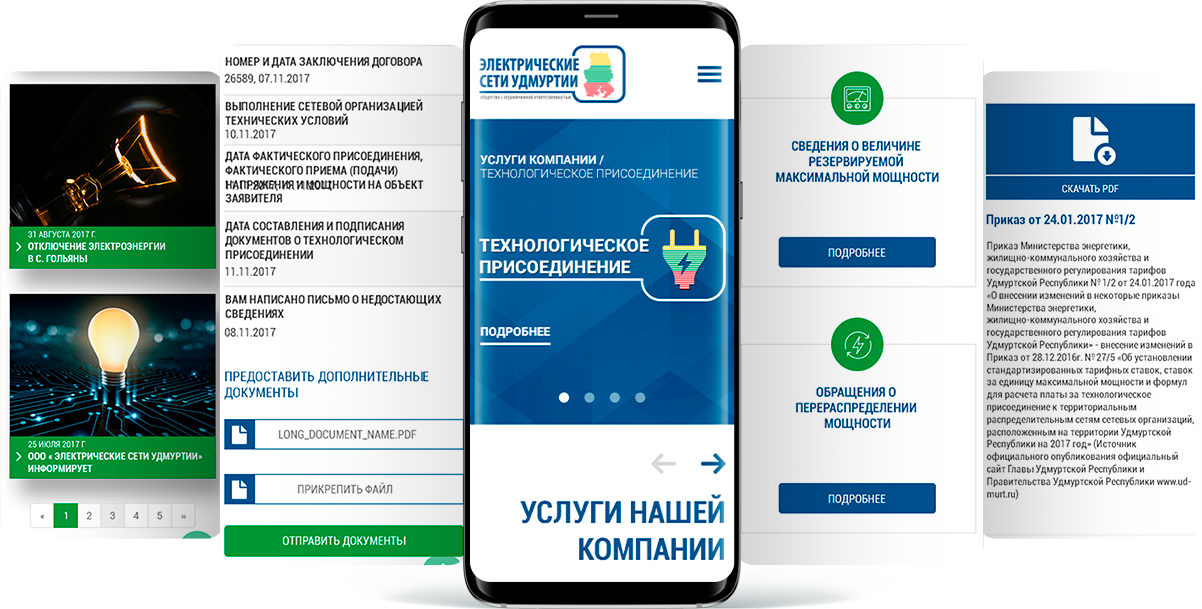 31 АВГУСТА 2017 Г.
ОТКЛЮЧЕНИЕ ЭЛЕКТРОЭНЕРГИИ
В С. ГОЛЬЯНЫ
25 ИЮЛЯ 2017 Г
ООО « ЭЛЕКТРИЧЕСКИЕ СЕТИ УДМУРТИИ»
ИНФОРМИРУЕТ
« 1 2 3 4 5 »
НОМЕР И ДАТА ЗАКЛЮЧЕНИЯ ДОГОВОРА
26589, 07.11.2017
ВЫПОЛНЕНИЕ СЕТЕВОЙ ОРГАНИЗАЦИЕЙ
ТЕХНИЧЕСКИХ УСЛОВИЙ
10.11.2017
ДАТА ФАКТИЧЕСКОГО ПРИСОЕДИНЕНИЯ,
ФАКТИЧЕСКОГО ПРИЕМА (ПОДАЧИ)
НАПРЯЖЕНИЯ И МОЩНОСТИ НА ОБЪЕКТ
ЗАЯВИТЕЛЯ
ДАТА СОСТАВЛЕНИЯ И ПОДПИСАНИЯ
ДОКУМЕНТОВ О ТЕХНОЛОГИЧЕСКОМ
ПРИСОЕДИНЕНИИ
11.11.2017
ВАМ НАПИСАНО ПИСЬМО О НЕДОСТАЮЩИХ
СВЕДЕНИЯХ
08.11.2017
ПРЕДОСТАВИТЬ ДОПОЛНИТЕЛЬНЫЕ
ДОКУМЕНТЫ
LONG_DOCUMENT_NAME.PDF
ПРИКРЕПИТЬ ФАЙЛ
ОТПРАВИТЬ ДОКУМЕНТЫ
ЭЛЕКТРИЧЕСКИЕ
СЕТИ УДМУРТИИ
общество с ограниченной ответственностью
УСЛУГИ КОМПАНИИ /
ТЕХНОЛОГИЧЕСКОЕ ПРИСОЕДИНЕНИЕ
ТЕХНОЛОГИЧЕСКОЕ
ПРИСОЕДИНЕНИЕ
ПОДРОБНЕЕ
УСЛУГИ НАШЕЙ
КОМПАНИИ
СВЕДЕНИЯ О ВЕЛИЧИНЕ
РЕЗЕРВИРУЕМОЙ
МАКСИМАЛЬНОЙ МОЩНОСТИ
ПОДРОБНЕЕ
ОБРАЩЕНИЯ О
ПЕРЕРАСПРЕДЕЛЕНИИ
МОЩНОСТИ
ПОДРОБНЕЕ
СКАЧАТЬ PDF
Приказ от 24.01.2017 №1/2
Приказ Министерства энергетики,
жилищно-коммунального хозяйства и
государственного регулирования тарифов
Удмуртской Республики № 1/2 от 24.01.2017 года
«О внесении изменений в некоторые приказы
Министерства энергетики,
жилищно-коммунального хозяйства и
государственного регулирования тарифов
Удмуртской Республики» - внесение изменений в
Приказ от 28.12.2016г. № 27/5 «Об установлении
стандартизированных тарифных ставок, ставок
за единицу максимальной мощности и формул
для расчета платы за технологическое
присоединение к территориальным
распределительным сетям сетевых организаций,
расположенным на территории Удмуртской
Республики на 2017 год» (Источник
официального опубликования официальный
сайт Главы Удмуртской Республики и
Правительства Удмуртской Республики www.ud-
murt.ru)